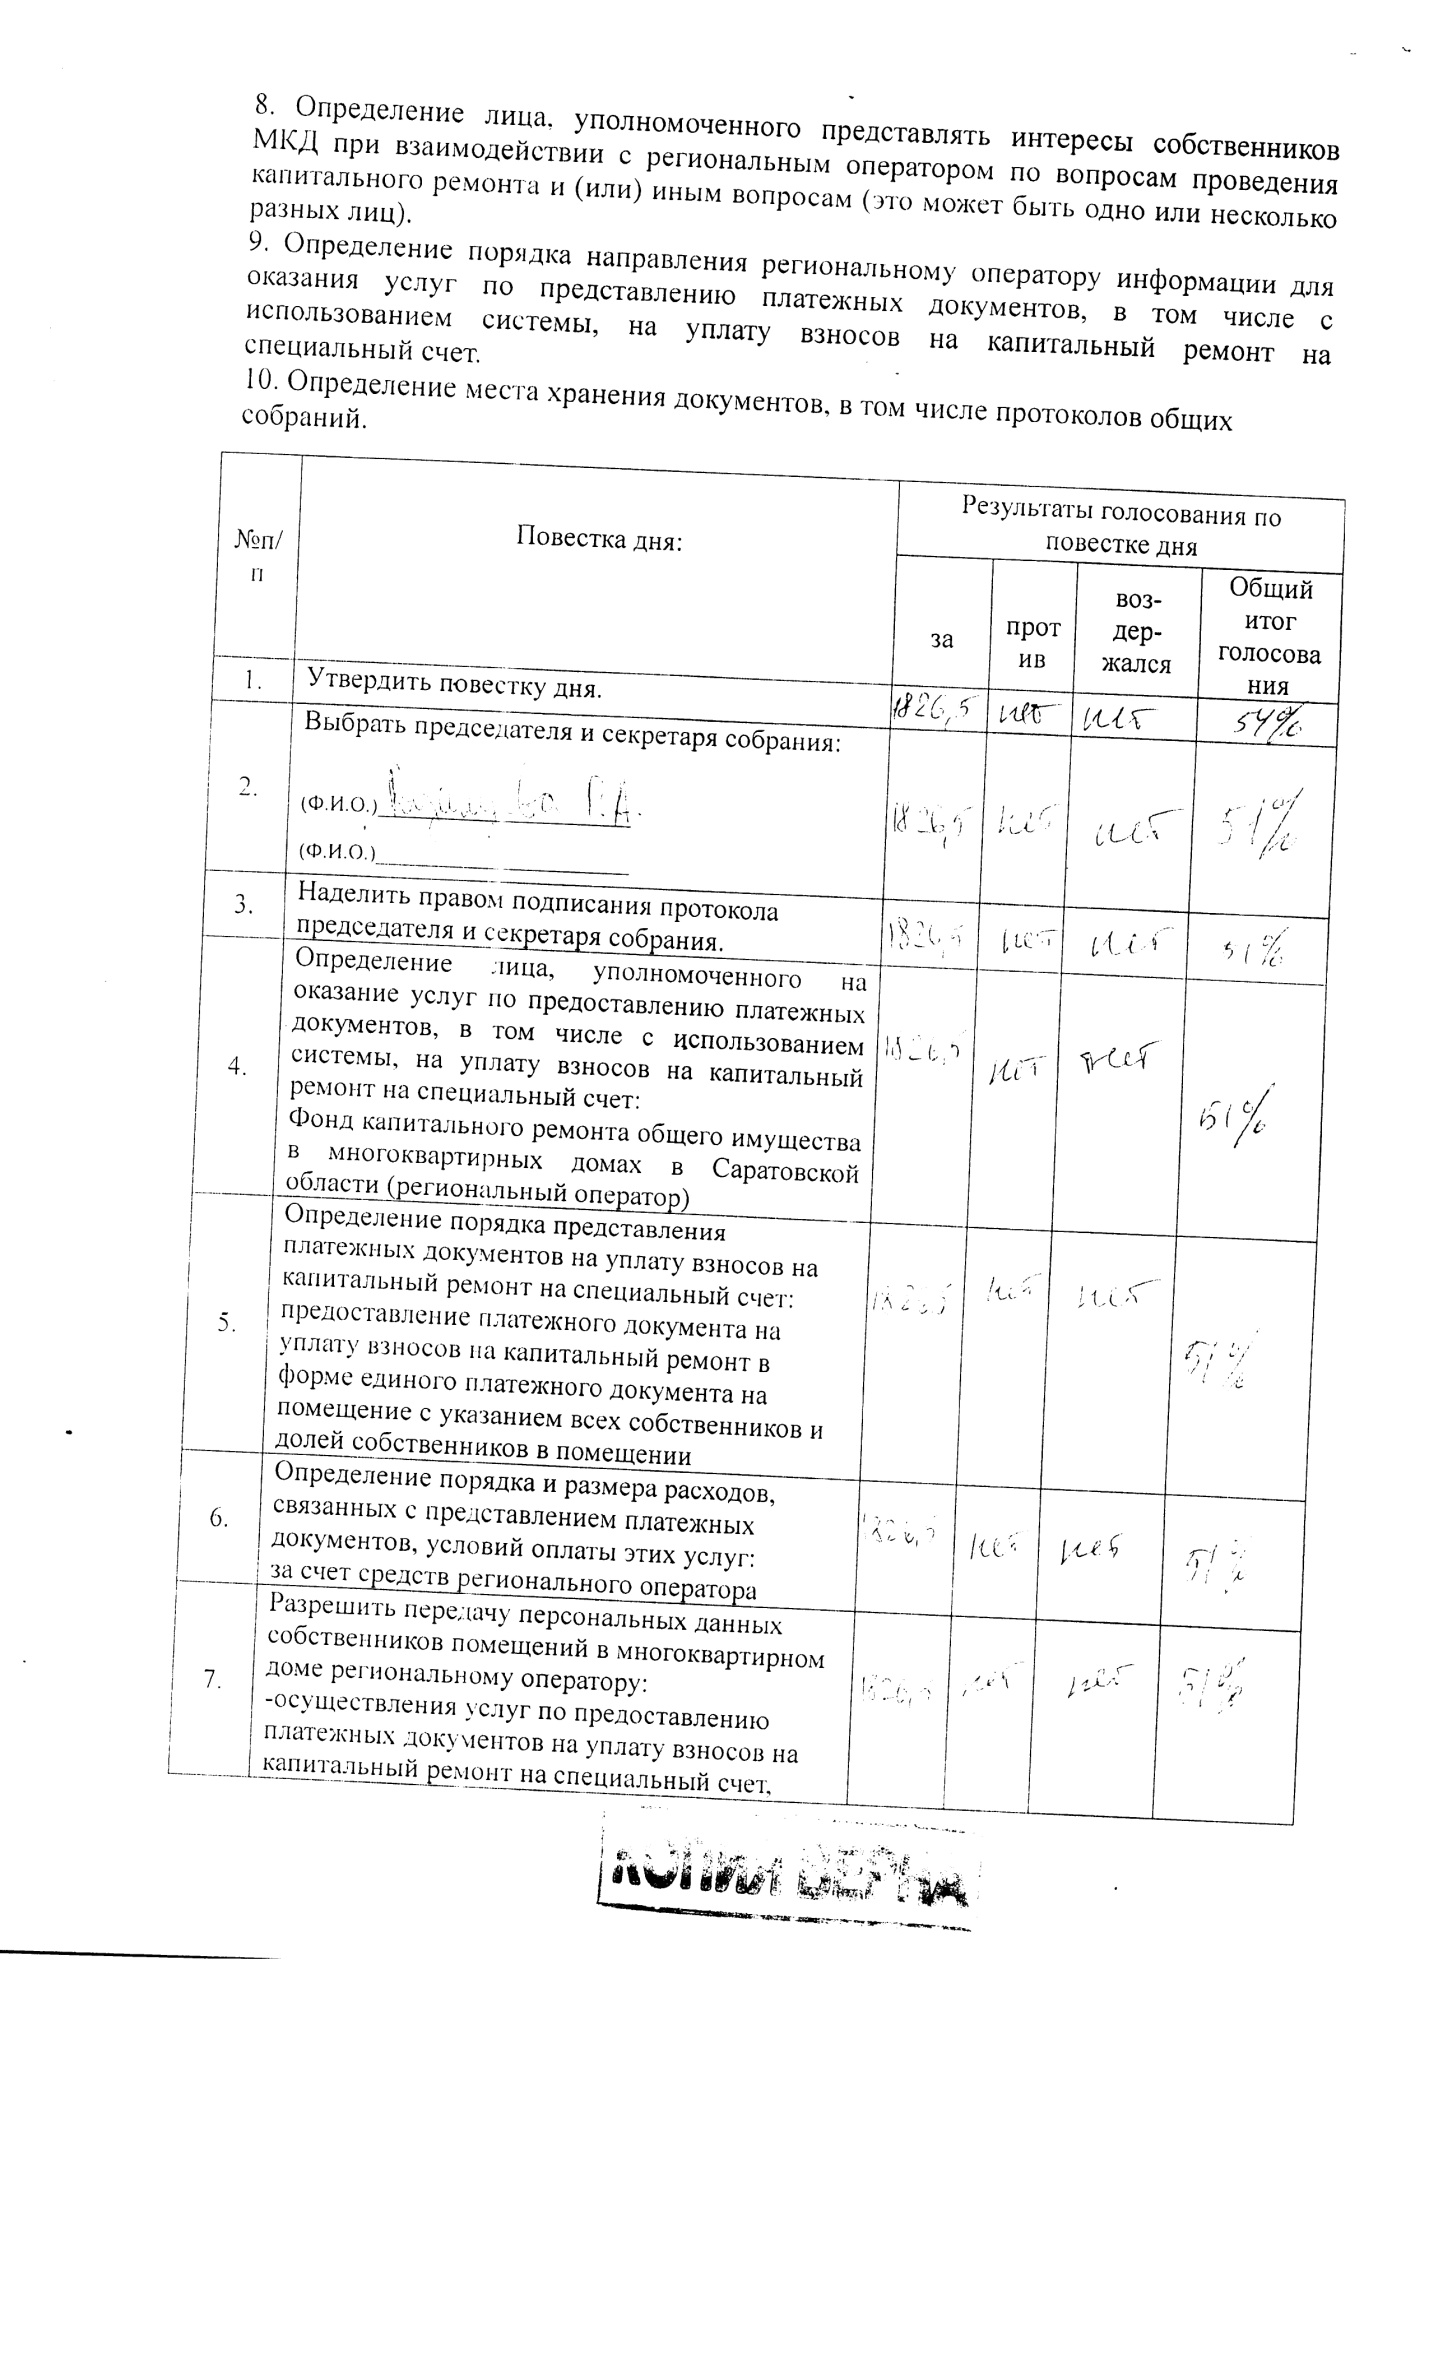 8. Определение лица, уполномоченного представлять интересы собственников
МКД при взаимодействии с региональным оператором по вопросам проведения
капитального ремонта и (или) иным вопросам (это может быть одно или несколько
разных лиц).
9. Определение порядка направления региональному оператору информации для
оказания услуг по представлению платежных документов, в том числе с
использованием системы, на уплату взносов на капитальный ремонт на
специальный счет.
10. Определение места хранения документов, в том числе протоколов общих
собраний.
№п/
п
Повестка дня:
Результаты голосования по
повестке дня
за
прот
ив
воз-
дер-
жался
Общий
итог
голосова
ния
1.
Утвердить повестку дня.
1826,5 нет нет 54%
2.
Выбрать председателя и секретаря собрания:
(Ф.И.О.)
(Ф.И.О.)
1826,5 нет нет 51%
3.
Наделить правом подписания протокола
председателя и секретаря собрания.
1826,5 нет нет 51%
4.
Определение лица, уполномоченного на
оказание услуг по предоставлению платежных
документов, в том числе с использованием
системы, на уплату взносов на капитальный
ремонт на специальный счет:
Фонд капитального ремонта общего имущества
в многоквартирных домах в Саратовской
области (региональный оператор)
1826,5 нет нет 51%
5.
Определение порядка представления
платежных документов на уплату взносов на
капитальный ремонт на специальный счет:
предоставление платежного документа на
уплату взносов на капитальный ремонт в
форме единого платежного документа на
помещение с указанием всех собственников и
долей собственников в помещении
1826,5 нет нет 51%
6.
Определение порядка и размера расходов,
связанных с представлением платежных
документов, условий оплаты этих услуг:
за счет средств регионального оператора
1826,5 нет нет 51%
7.
Разрешить передачу персональных данных
собственников помещений в многоквартирном
доме региональному оператору:
-осуществления услуг по предоставлению
платежных документов на уплату взносов на
капитальный ремонт на специальный счет,
1826,5 нет нет 51%
КОПИЯ ВЕРНА